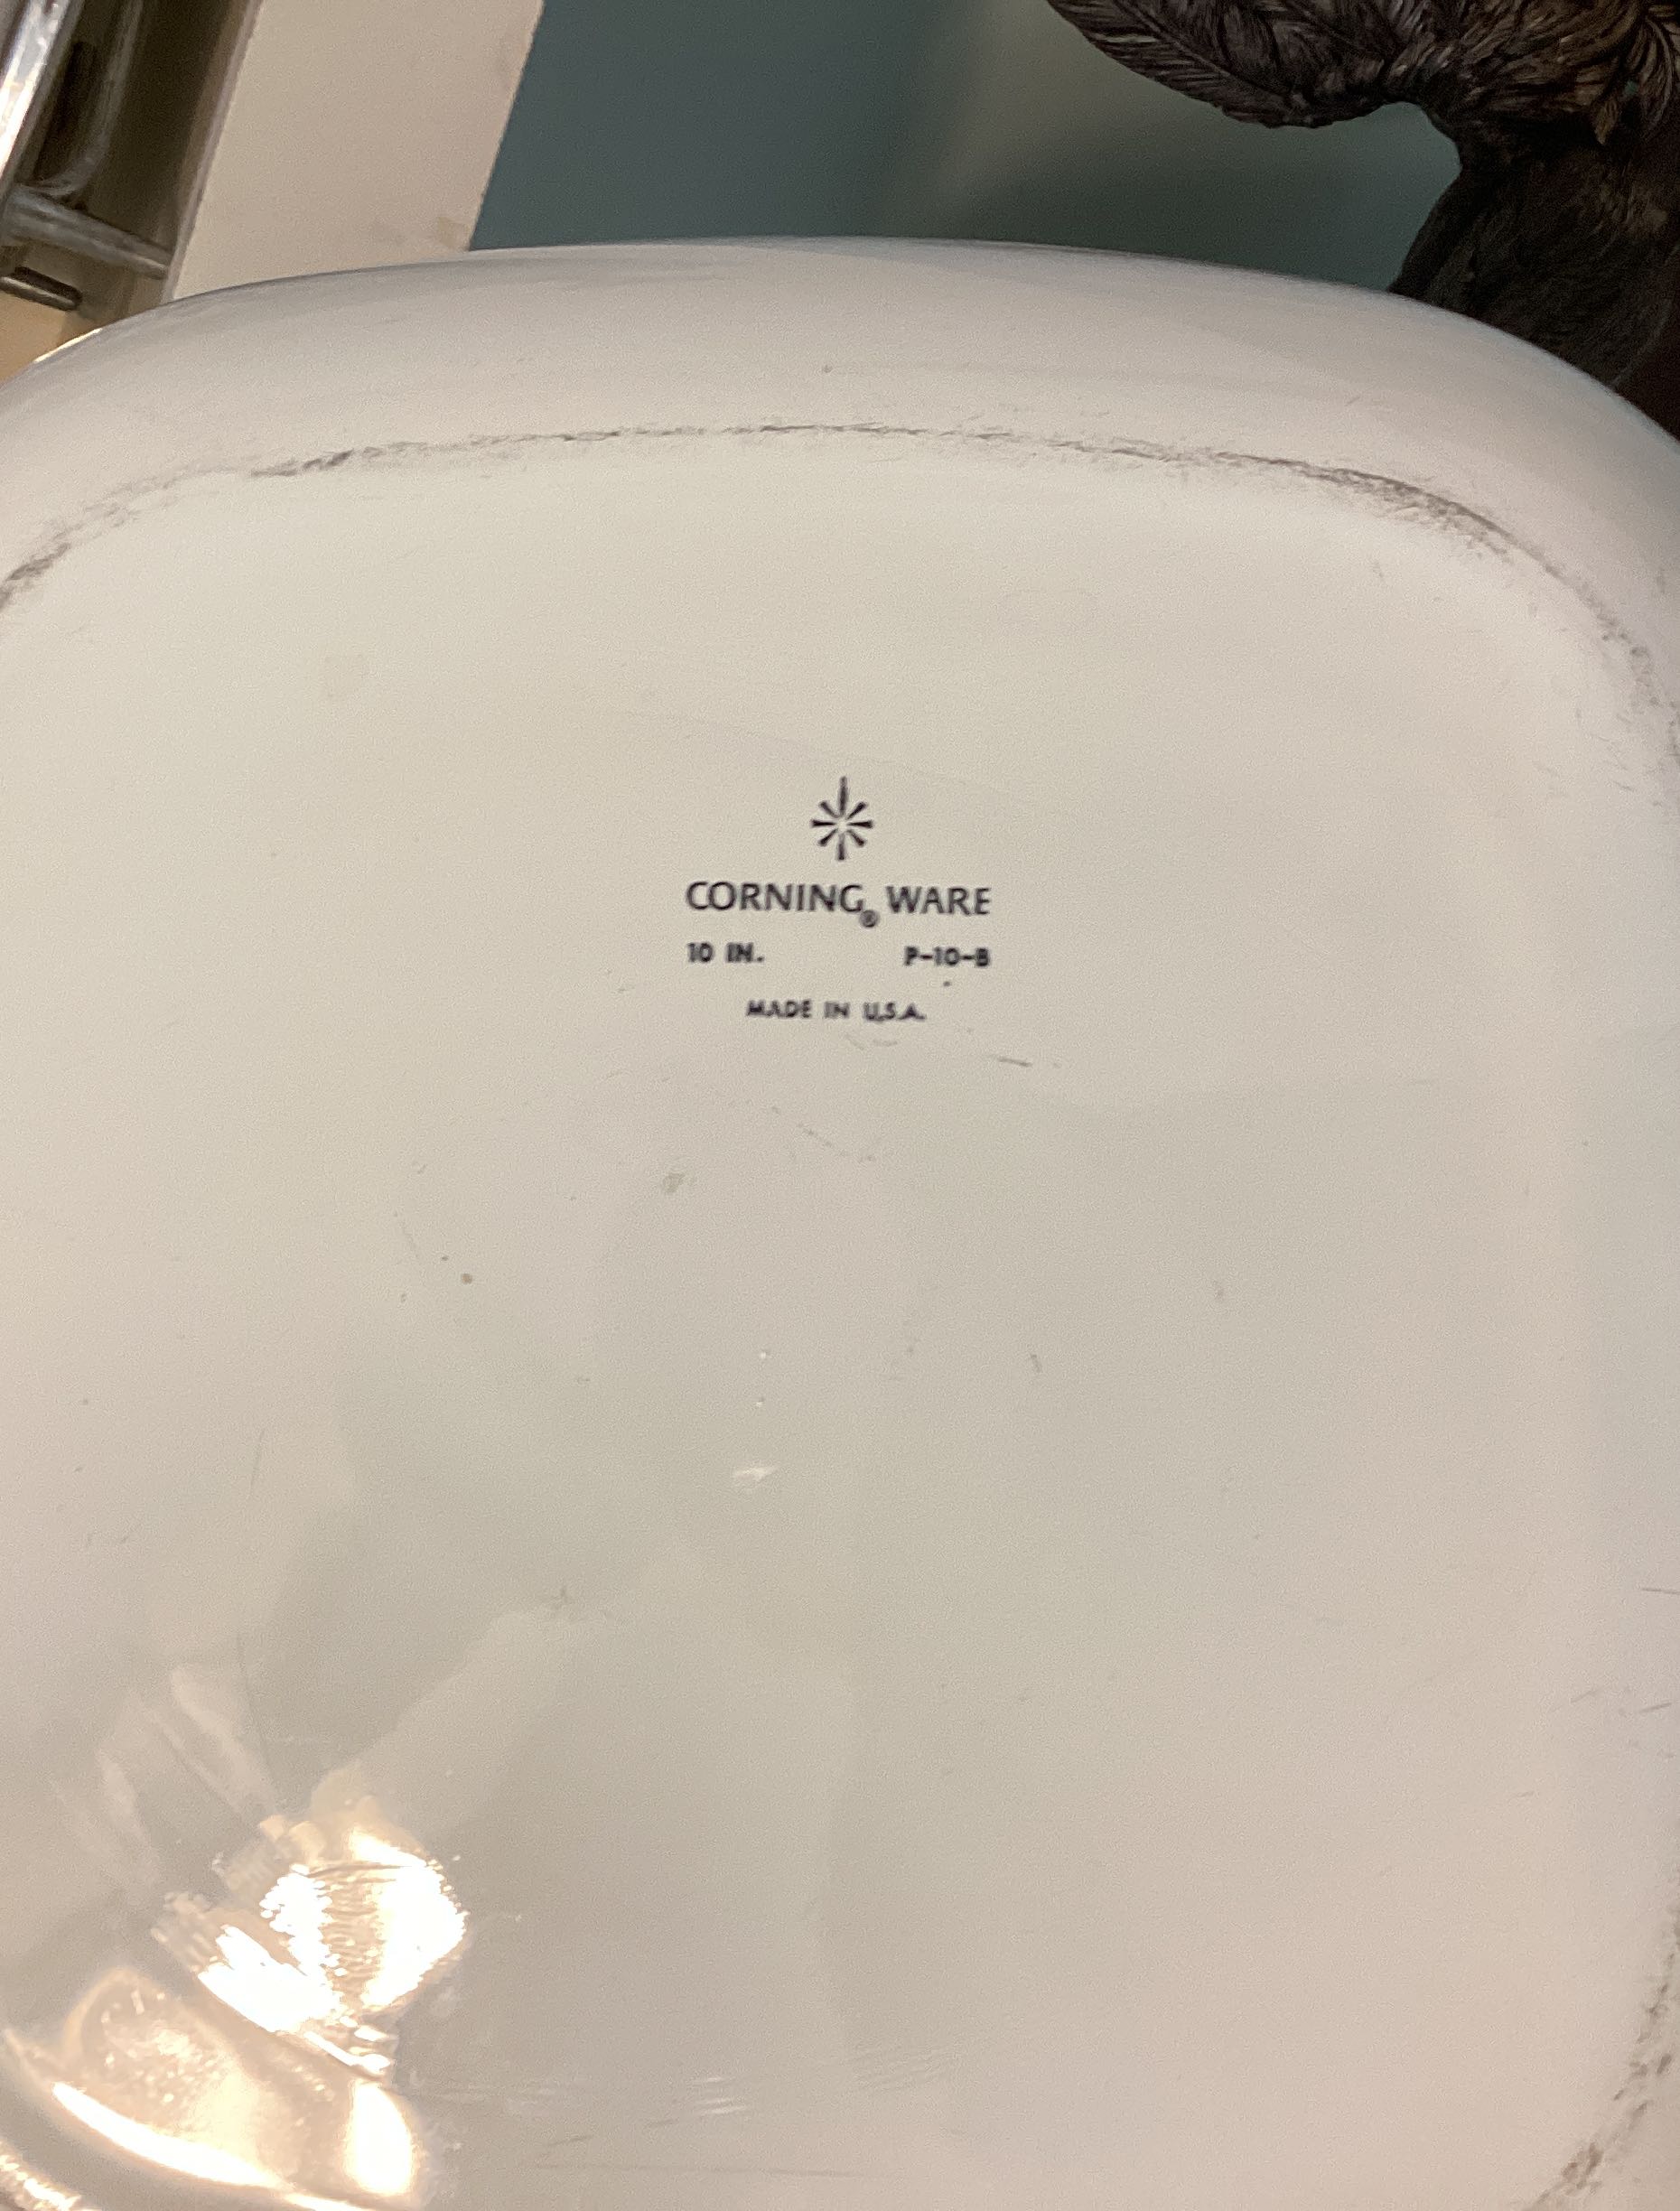 CORNING® WARE
10 IN. P-10-B
MADE IN U.S.A.